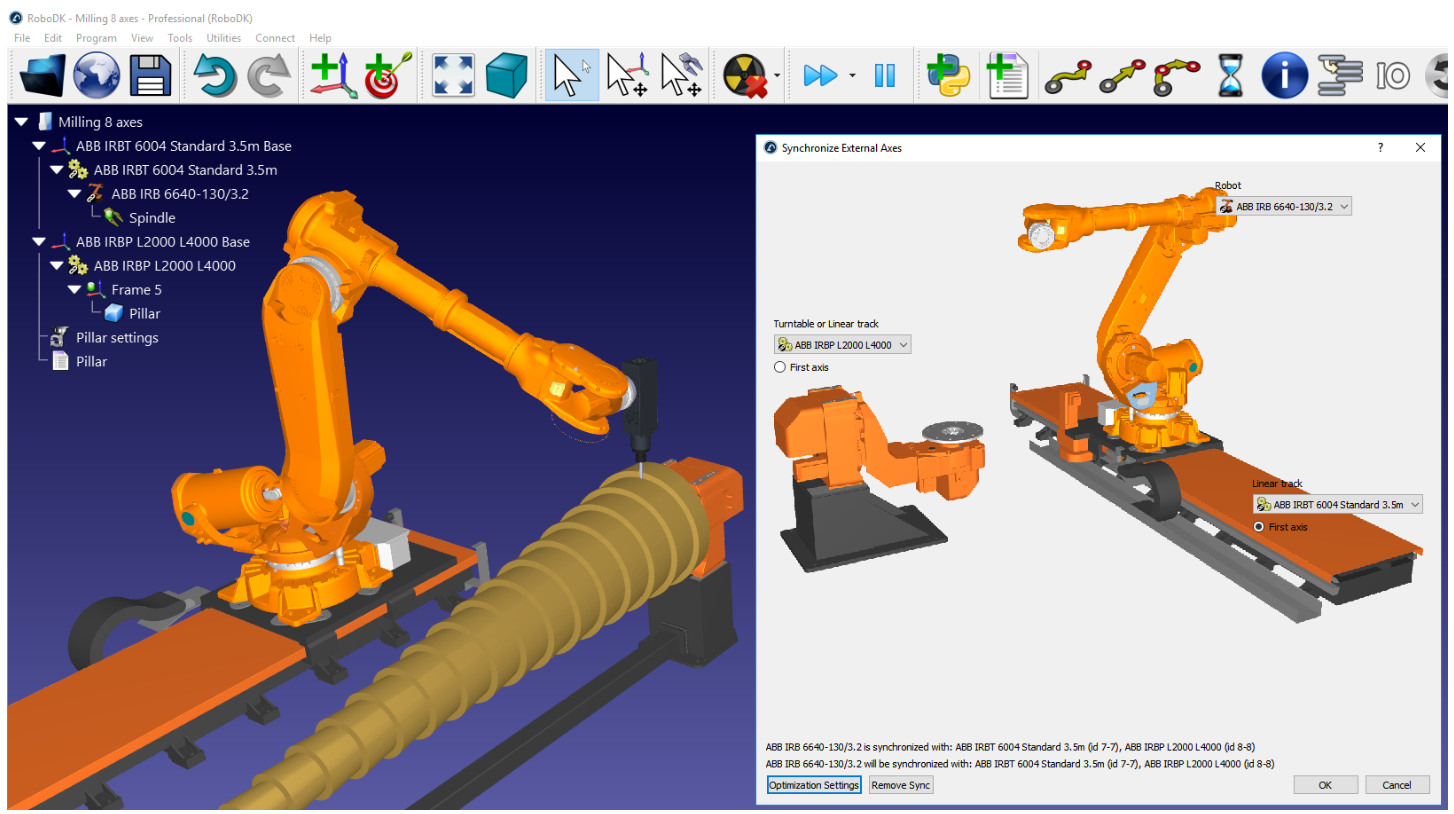 RoboDK - Milling 8 axes - Professional (RoboDK)
File Edit Program View Tools Utilities Connect Help
IO
Milling 8 axes
ABB IRBT 6004 Standard 3.5m Base
ABB IRBT 6004 Standard 3.5m
ABB IRB 6640-130/3.2
Spindle
ABB IRBP L2000 L4000 Base
ABB IRBP L2000 L4000
Frame 5
Pillar
Pillar settings
Pillar
Synchronize External Axes
Robot
ABB IRB 6640-130/3.2
Turntable or Linear track
ABB IRBP L2000 L4000
First axis
Linear track
ABB IRBT 6004 Standard 3.5m
First axis
ABB IRB 6640-130/3.2 is synchronized with: ABB IRBT 6004 Standard 3.5m (id 7-7), ABB IRBP L2000 L4000 (id 8-8)
ABB IRB 6640-130/3.2 will be synchronized with: ABB IRBT 6004 Standard 3.5m (id 7-7), ABB IRBP L2000 L4000 (id 8-8)
Optimization Settings Remove Sync OK Cancel